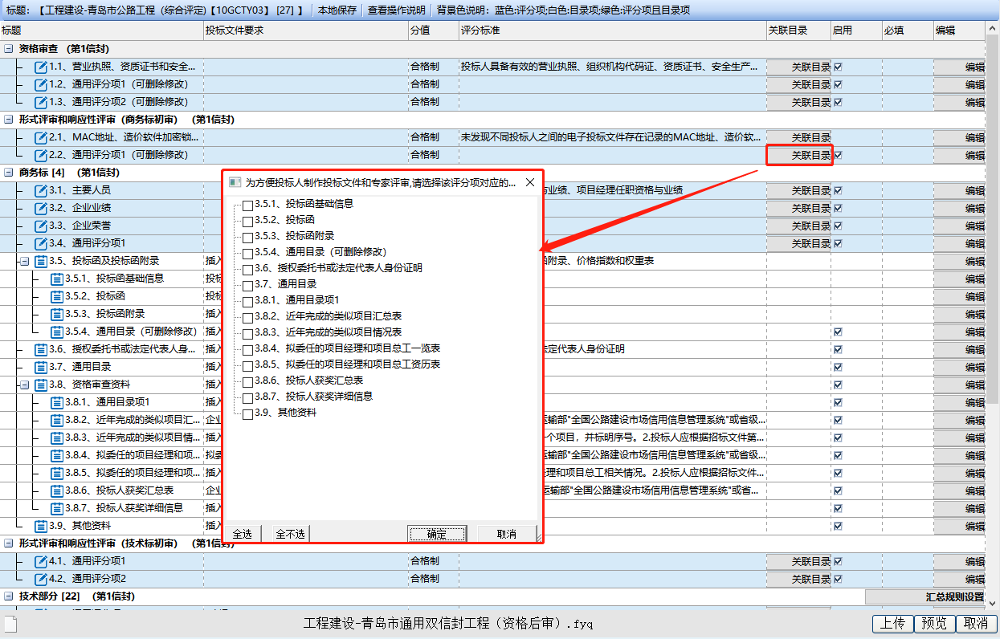 标题: 【工程建设-青岛市公路工程（综合评定)【10GCTY03】 [27] 】 本地保存 查看操作说明 背景色说明: 蓝色:评分项;白色:目录项;绿色:评分项且目录项
标题 投标文件要求 分值 评分标准 关联目录 启用 必填 编辑
资格审查 (第1信封)
1.1、营业执照、资质证书和安全... 合格制 投标人具备有效的营业执照、组织机构代码证、资质证书、安全生产... 关联目录 编辑
1.2、通用评分项1（可删除修改） 合格制 关联目录 编辑
1.3、通用评分项2（可删除修改） 合格制 关联目录 编辑
形式评审和响应性评审（商务标初审） (第1信封)
2.1、MAC地址、造价软件加密锁... 合格制 未发现不同投标人之间的电子投标文件存在记录的MAC地址、造价软... 关联目录 编辑
2.2、通用评分项1（可删除修改） 合格制 关联目录 编辑
商务标 [4] (第1信封)
3.1、主要人员 业绩、项目经理任职资格与业绩 关联目录 编辑
3.2、企业业绩 关联目录 编辑
3.3、企业荣誉 关联目录 编辑
3.4、通用评分项1 关联目录 编辑
3.5、投标函及投标函附录 插入 附录、价格指数和权重表 编辑
3.5.1、投标函基础信息 投标 编辑
3.5.2、投标函 投标 编辑
3.5.3、投标函附录 插入 编辑
3.5.4、通用目录（可删除修改） 插入 编辑
3.6、授权委托书或法定代表人身... 插入 定代表人身份证明 编辑
3.7、通用目录 插入 编辑
3.8、资格审查资料 插入 编辑
3.8.1、通用目录项1 插入 编辑
3.8.2、近年完成的类似项目汇... 企业 运输部"全国公路建设市场信用信息管理系统"或省级... 编辑
3.8.3、近年完成的类似项目情... 插入 个项目，并标明序号。2.投标人应根据招标文件第... 编辑
3.8.4、拟委任的项目经理和项... 拟委 运输部"全国公路建设市场信用信息管理系统"或省级... 编辑
3.8.5、拟委任的项目经理和项... 插入 理和项目总工相关情况。2.投标人应根据招标文件... 编辑
3.8.6、投标人获奖汇总表 企业 运输部"全国公路建设市场信用信息管理系统"或省... 编辑
3.8.7、投标人获奖详细信息 插入 编辑
3.9、其他资料 插入 编辑
形式评审和响应性评审（技术标初审） (第1信封)
4.1、通用评分项1 合格制 关联目录 编辑
4.2、通用评分项2 合格制 关联目录 编辑
技术部分 [22] (第1信封) 汇总规则设置
为方便投标人制作投标文件和专家评审,请选择该评分项对应的...
3.5.1、投标函基础信息
3.5.2、投标函
3.5.3、投标函附录
3.5.4、通用目录（可删除修改）
3.6、授权委托书或法定代表人身份证明
3.7、通用目录
3.8.1、通用目录项1
3.8.2、近年完成的类似项目汇总表
3.8.3、近年完成的类似项目情况表
3.8.4、拟委任的项目经理和项目总工一览表
3.8.5、拟委任的项目经理和项目总工资历表
3.8.6、投标人获奖汇总表
3.8.7、投标人获奖详细信息
3.9、其他资料
全选 全不选 确定 取消
工程建设-青岛市通用双信封工程（资格后审）.fyq 上传 预览 取消